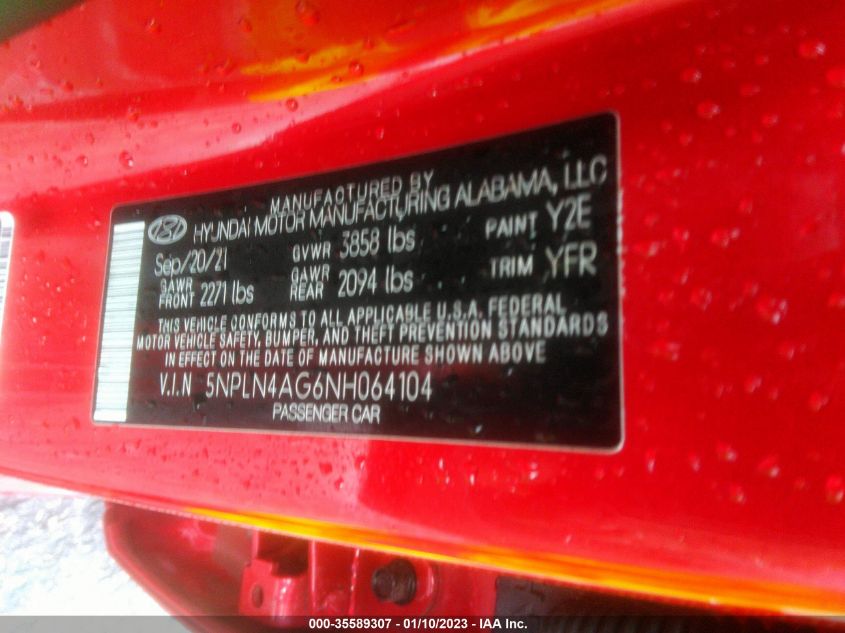 MANUFACTURED BY
HYUNDAI MOTOR MANUFACTURING ALABAMA, LLC
Sep/20/21 GVWR 3858 lbs PAINT Y2E
GAWR FRONT 2271 lbs GAWR REAR 2094 lbs TRIM YFR
THIS VEHICLE CONFORMS TO ALL APPLICABLE U.S.A. FEDERAL
MOTOR VEHICLE SAFETY, BUMPER, AND THEFT PREVENTION STANDARDS
IN EFFECT ON THE DATE OF MANUFACTURE SHOWN ABOVE
V.I.N 5NPLN4AG6NH064104
PASSENGER CAR
000-35589307 - 01/10/2023 - IAA Inc.